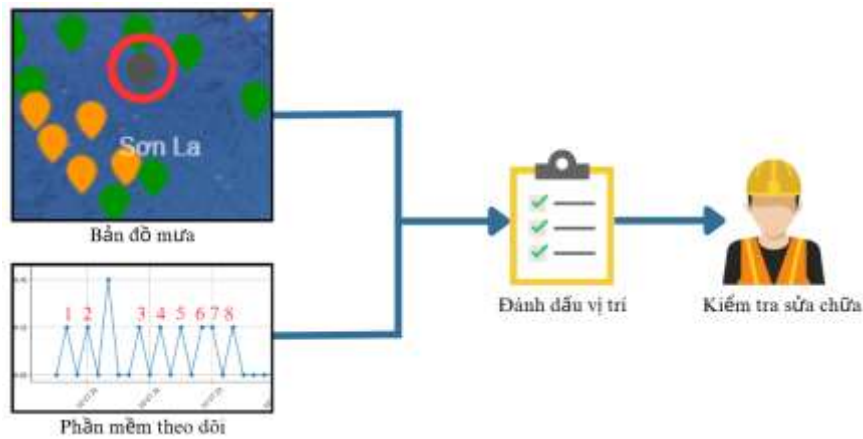 Sơn La
Bản đồ mưa
1 2 3 4 5 6 7 8
Phần mềm theo dõi
Đánh dấu vị trí
Kiểm tra sửa chữa